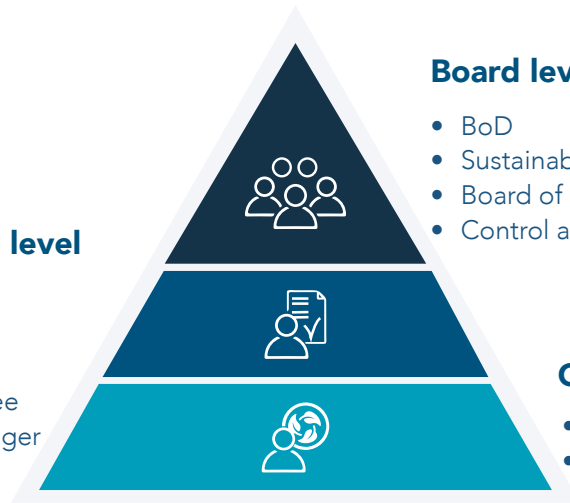 Board lev
• BoD
• Sustainab
• Board of
• Control a
level
ee
ger